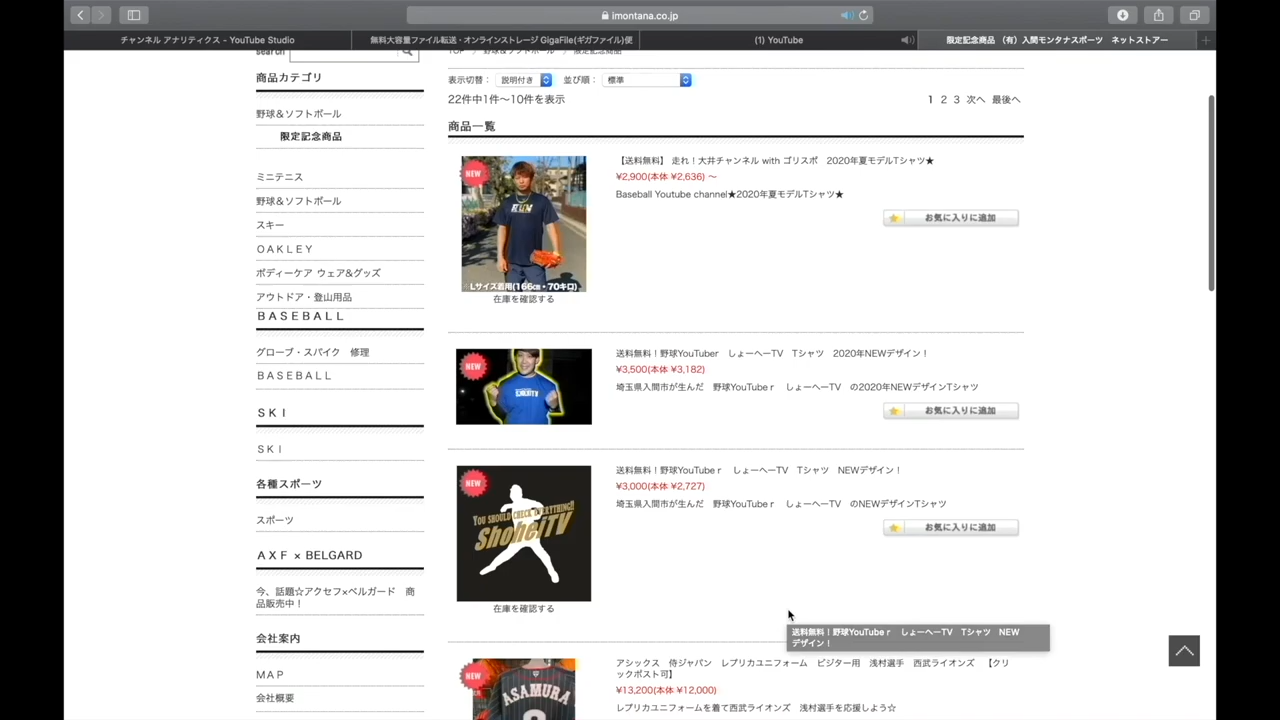 imontana.co.jp
チャンネル アナリティクス - YouTube Studio
無料大容量ファイル転送・オンラインストレージ GigaFile(ギガファイル)便
(1) YouTube
限定記念商品 (有) 入間モンタナスポーツ ネットストアー
search
TOP > 野球&ソフトボール > 限定記念商品
商品カテゴリ
野球&ソフトボール
限定記念商品
ミニテニス
野球&ソフトボール
スキー
OAKLEY
ボディーケア ウェア&グッズ
アウトドア・登山用品
BASEBALL
グローブ・スパイク 修理
BASEBALL
SKI
SKI
各種スポーツ
スポーツ
AXF × BELGARD
今、話題☆アクセフ×ベルガード 商
品販売中!
会社案内
MAP
会社概要
表示切替: 説明付き 並び順: 標準
22件中1件〜10件を表示
1 2 3 次へ 最後へ
商品一覧
NEW
Lサイズ着用(166cm・70キロ)
在庫を確認する
【送料無料】 走れ!大井チャンネル with ゴリスポ 2020年夏モデルTシャツ★
¥2,900(本体 ¥2,636) 〜
Baseball Youtube channel★2020年夏モデルTシャツ★
お気に入りに追加
NEW
SHOHEITV
送料無料!野球YouTuber しょーへーTV Tシャツ 2020年NEWデザイン!
¥3,500(本体 ¥3,182)
埼玉県入間市が生んだ 野球YouTubeｒ しょーへーTV の2020年NEWデザインTシャツ
お気に入りに追加
NEW
YOU SHOULD CHECK EVERYTHING!!
ShoheiTV
在庫を確認する
送料無料!野球YouTubeｒ しょーへーTV Tシャツ NEWデザイン!
¥3,000(本体 ¥2,727)
埼玉県入間市が生んだ 野球YouTubeｒ しょーへーTV のNEWデザインTシャツ
お気に入りに追加
送料無料!野球YouTubeｒ しょーへーTV Tシャツ NEW
デザイン!
NEW
ASAMURA
アシックス 侍ジャパン レプリカユニフォーム ビジター用 浅村選手 西武ライオンズ 【クリ
ックポスト可】
¥13,200(本体 ¥12,000)
レプリカユニフォームを着て西武ライオンズ 浅村選手を応援しよう☆